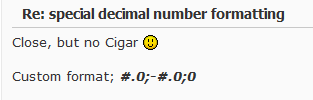 Re: special decimal number formatting
Close, but no Cigar
Custom format; #.0;-#.0;0